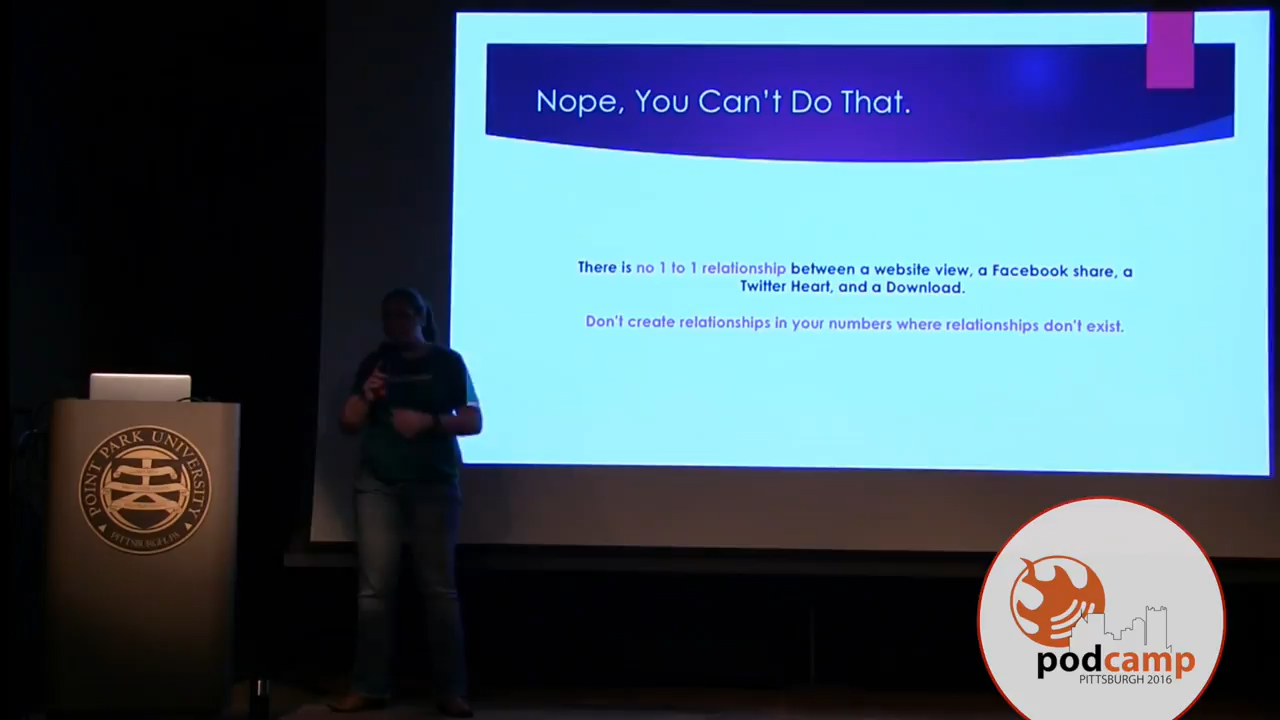 Nope, You Can't Do That.
There is no 1 to 1 relationship between a website view, a Facebook share, a
Twitter Heart, and a Download.
Don't create relationships in your numbers where relationships don't exist.
POINT PARK UNIVERSITY
PITTSBURGH, PA
podcamp
PITTSBURGH 2016